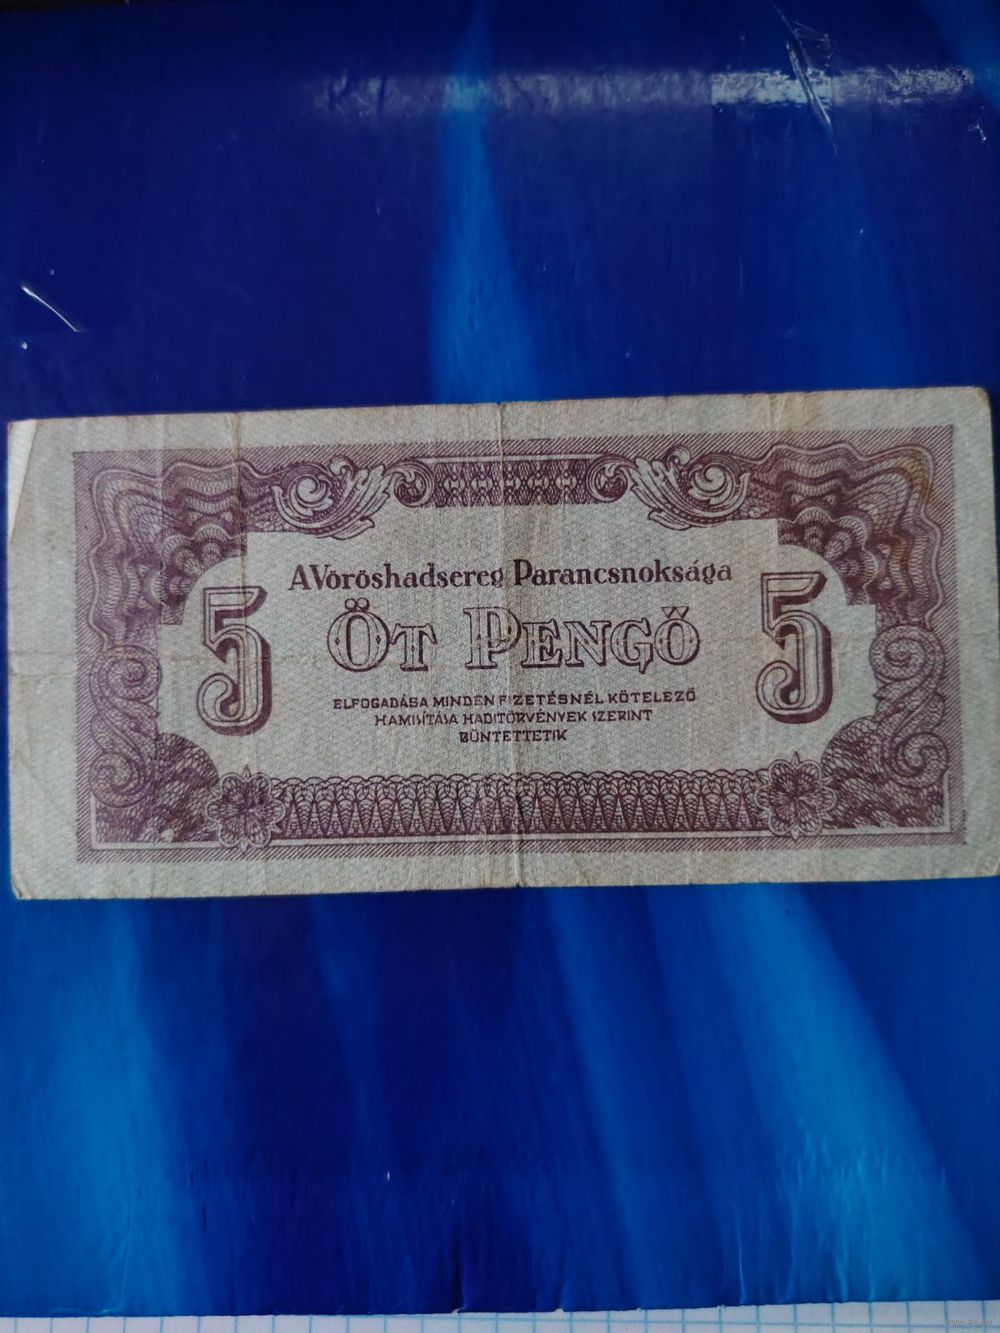 A Vöröshadsereg Parancsnoksága
5 ÖT PENGŐ 5
ELFOGADÁSA MINDEN FIZETÉSNÉL KÖTELEZŐ
HAMISÍTÁSA HADITÖRVÉNYEK SZERINT
BÜNTETTETIK